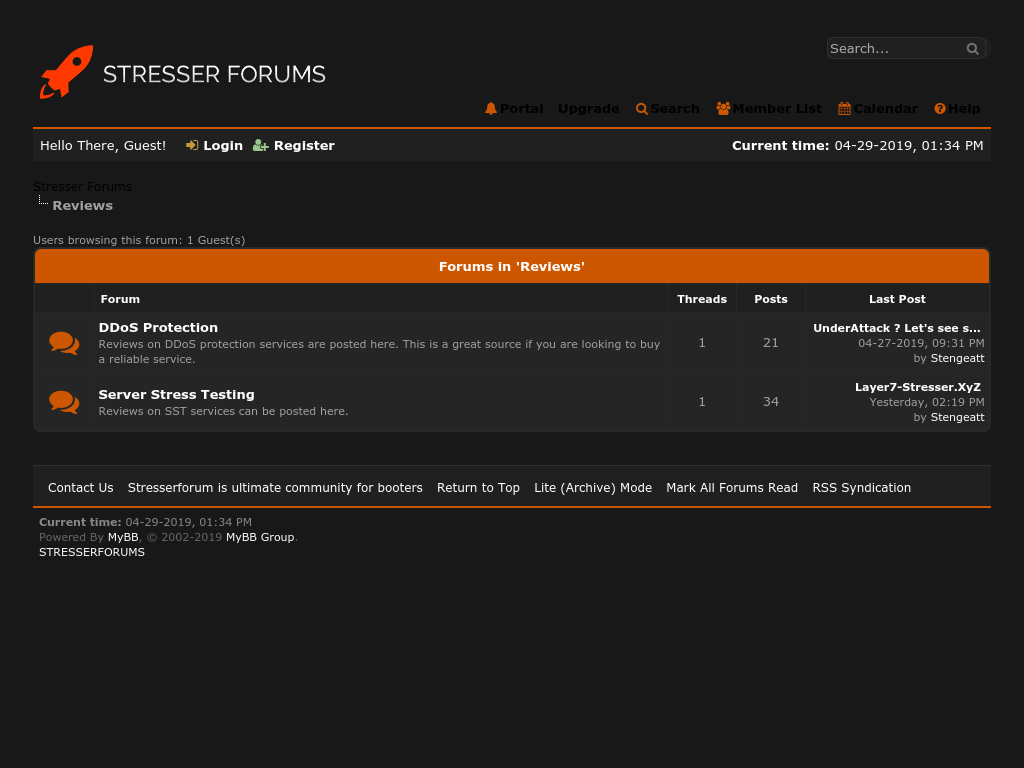 STRESSER FORUMS
Search...
Portal Upgrade Search Member List Calendar Help
Hello There, Guest! Login Register Current time: 04-29-2019, 01:34 PM
Stresser Forums
Reviews
Users browsing this forum: 1 Guest(s)
Forums in 'Reviews'
Forum Threads Posts Last Post
DDoS Protection
Reviews on DDoS protection services are posted here. This is a great source if you are looking to buy
a reliable service.
1 21
UnderAttack ? Let's see s...
04-27-2019, 09:31 PM
by Stengeatt
Server Stress Testing
Reviews on SST services can be posted here.
1 34
Layer7-Stresser.XyZ
Yesterday, 02:19 PM
by Stengeatt
Contact Us Stresserforum is ultimate community for booters Return to Top Lite (Archive) Mode Mark All Forums Read RSS Syndication
Current time: 04-29-2019, 01:34 PM
Powered By MyBB, © 2002-2019 MyBB Group.
STRESSERFORUMS